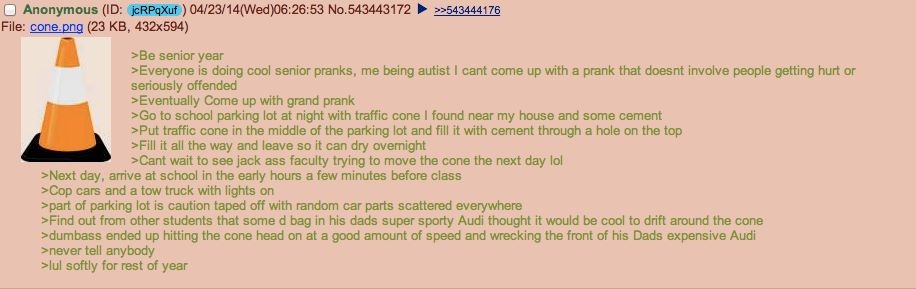 Anonymous (ID: jcRPqXuf) 04/23/14(Wed)06:26:53 No.543443172 ▶ >>543444176
File: cone.png (23 KB, 432x594)
>Be senior year
>Everyone is doing cool senior pranks, me being autist I cant come up with a prank that doesnt involve people getting hurt or
seriously offended
>Eventually Come up with grand prank
>Go to school parking lot at night with traffic cone I found near my house and some cement
>Put traffic cone in the middle of the parking lot and fill it with cement through a hole on the top
>Fill it all the way and leave so it can dry overnight
>Cant wait to see jack ass faculty trying to move the cone the next day lol
>Next day, arrive at school in the early hours a few minutes before class
>Cop cars and a tow truck with lights on
>part of parking lot is caution taped off with random car parts scattered everywhere
>Find out from other students that some d bag in his dads super sporty Audi thought it would be cool to drift around the cone
>dumbass ended up hitting the cone head on at a good amount of speed and wrecking the front of his Dads expensive Audi
>never tell anybody
>lul softly for rest of year